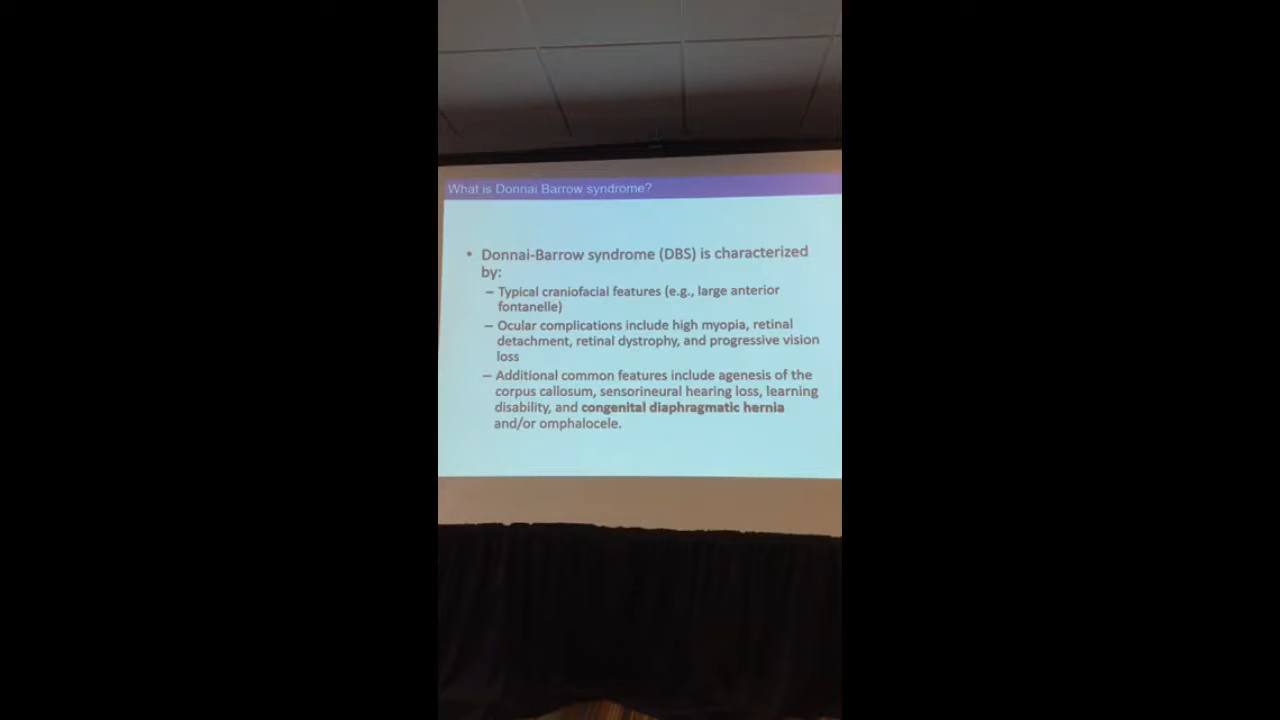 What is Donnai Barrow syndrome?
• Donnai-Barrow syndrome (DBS) is characterized
by:
– Typical craniofacial features (e.g., large anterior
fontanelle)
– Ocular complications include high myopia, retinal
detachment, retinal dystrophy, and progressive vision
loss
– Additional common features include agenesis of the
corpus callosum, sensorineural hearing loss, learning
disability, and congenital diaphragmatic hernia
and/or omphalocele.